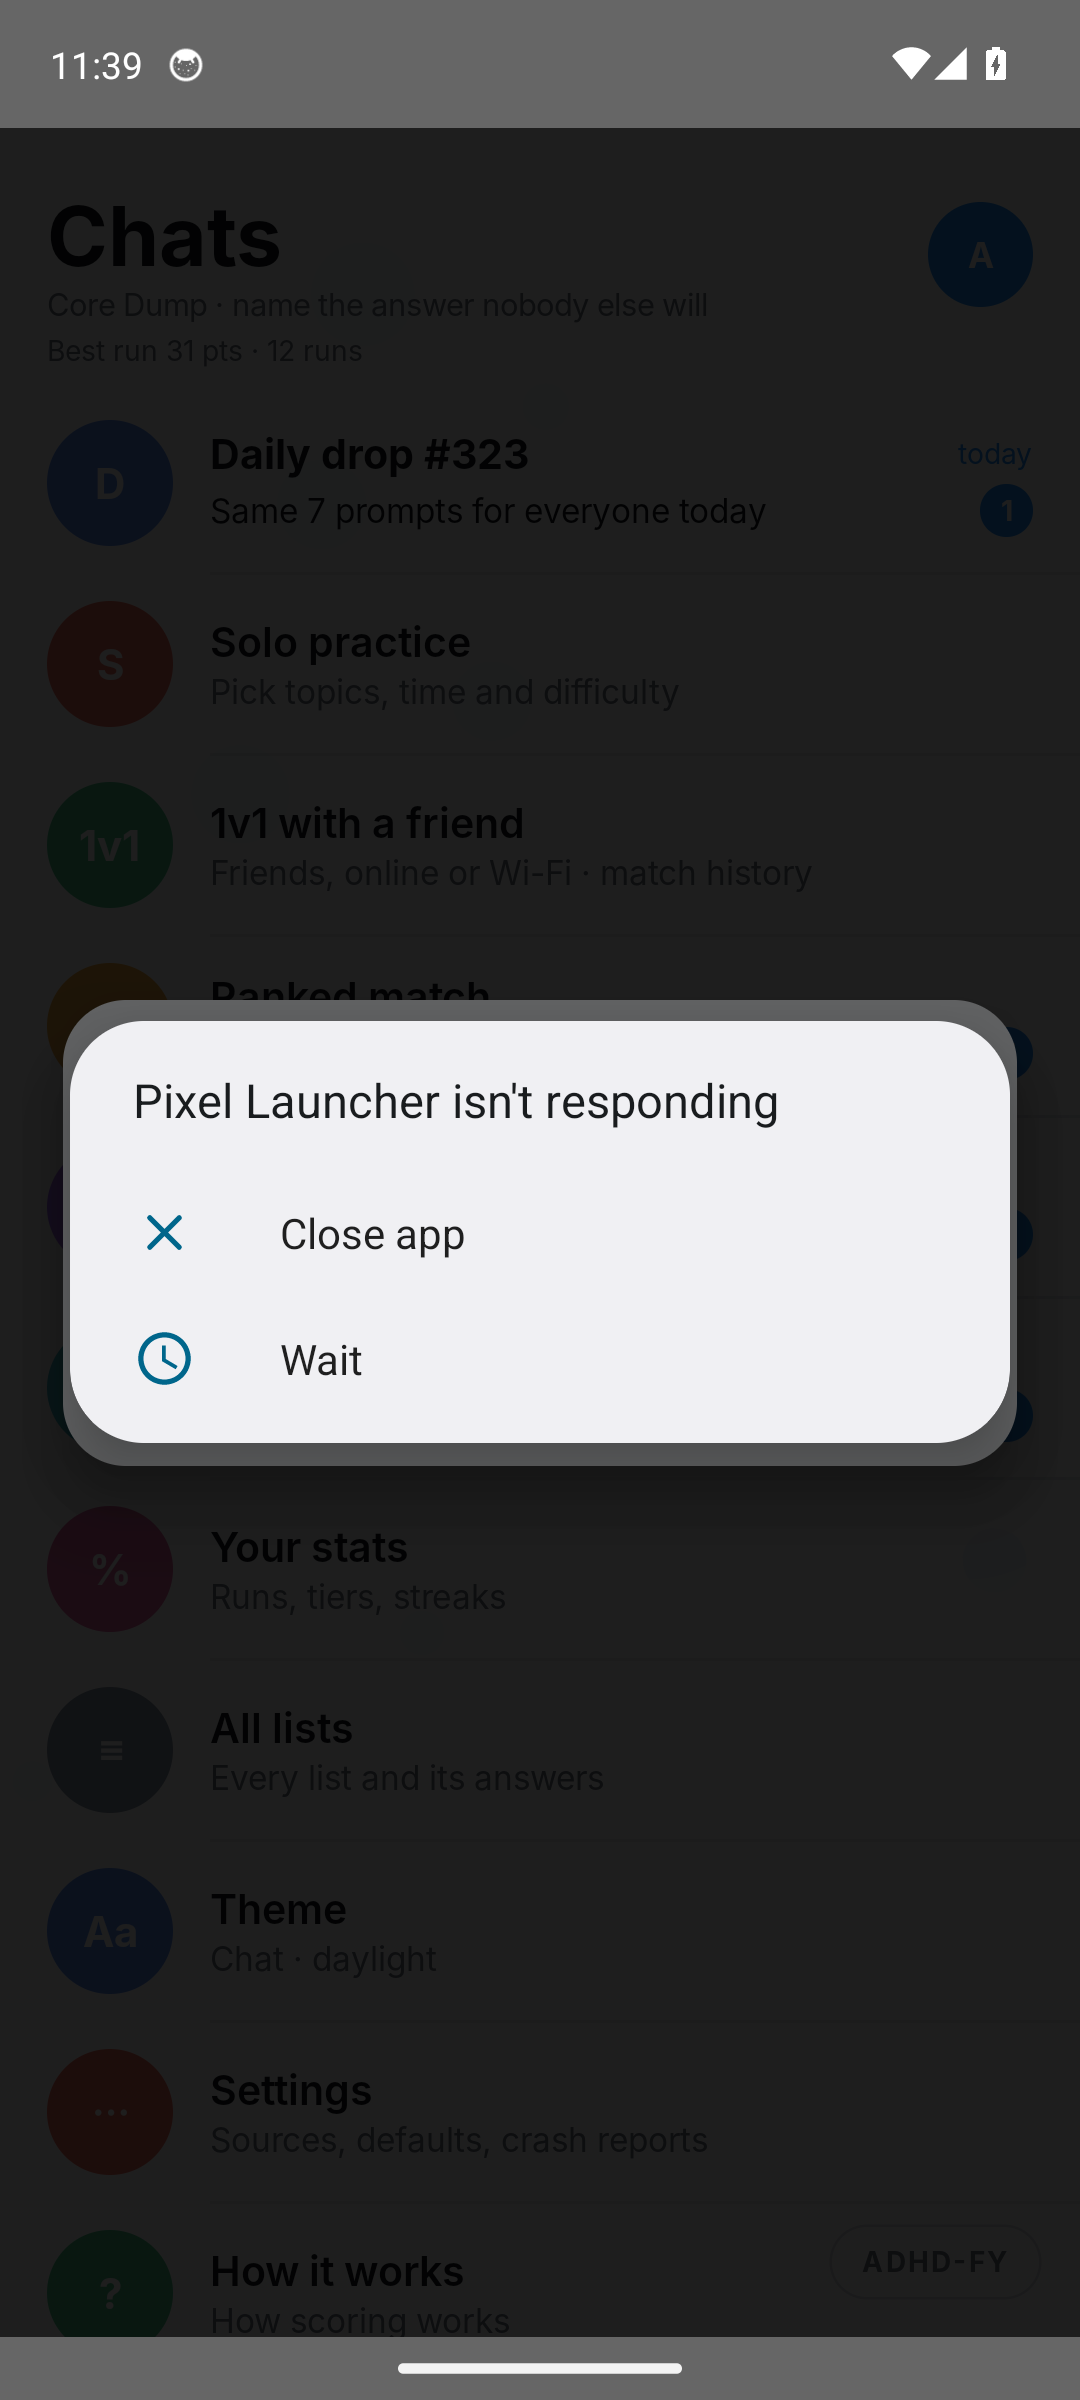 11:39
Chats
A
Core Dump · name the answer nobody else will
Best run 31 pts · 12 runs
D
Daily drop #323
today
Same 7 prompts for everyone today
1
S
Solo practice
Pick topics, time and difficulty
1v1
1v1 with a friend
Friends, online or Wi-Fi · match history
Ranked match
Pixel Launcher isn't responding
Close app
Wait
%
Your stats
Runs, tiers, streaks
≡
All lists
Every list and its answers
Aa
Theme
Chat · daylight
...
Settings
Sources, defaults, crash reports
?
How it works
ADHD-FY
How scoring works